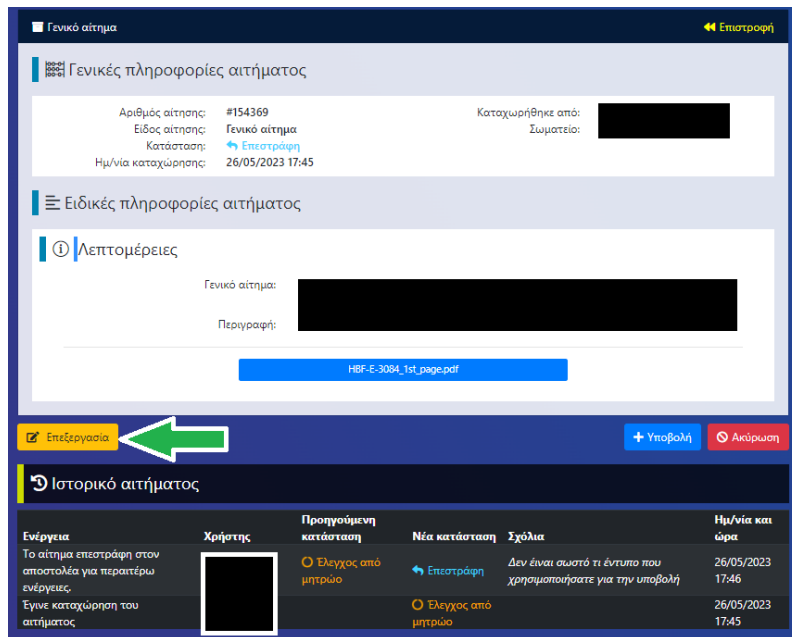 Γενικό αίτημα
Επιστροφή
Γενικές πληροφορίες αιτήματος
Αριθμός αίτησης: #154369
Καταχωρήθηκε από:
Είδος αίτησης: Γενικό αίτημα
Σωματείο:
Κατάσταση: Επεστράφη
Ημ/νία καταχώρησης: 26/05/2023 17:45
Ειδικές πληροφορίες αιτήματος
Λεπτομέρειες
Γενικό αίτημα:
Περιγραφή:
HBF-E-3084_1st_page.pdf
Επεξεργασία
Υποβολή
Ακύρωση
Ιστορικό αιτήματος
Ενέργεια
Χρήστης
Προηγούμενη
κατάσταση
Νέα κατάσταση
Σχόλια
Ημ/νία και
ώρα
Το αίτημα επεστράφη στον
αποστολέα για περαιτέρω
ενέργειες.
Έλεγχος από
μητρώο
Επεστράφη
Δεν έιναι σωστό τι έντυπο που
χρησιμοποιήσατε για την υποβολή
26/05/2023
17:46
Έγινε καταχώρηση του
αιτήματος
Έλεγχος από
μητρώο
26/05/2023
17:45